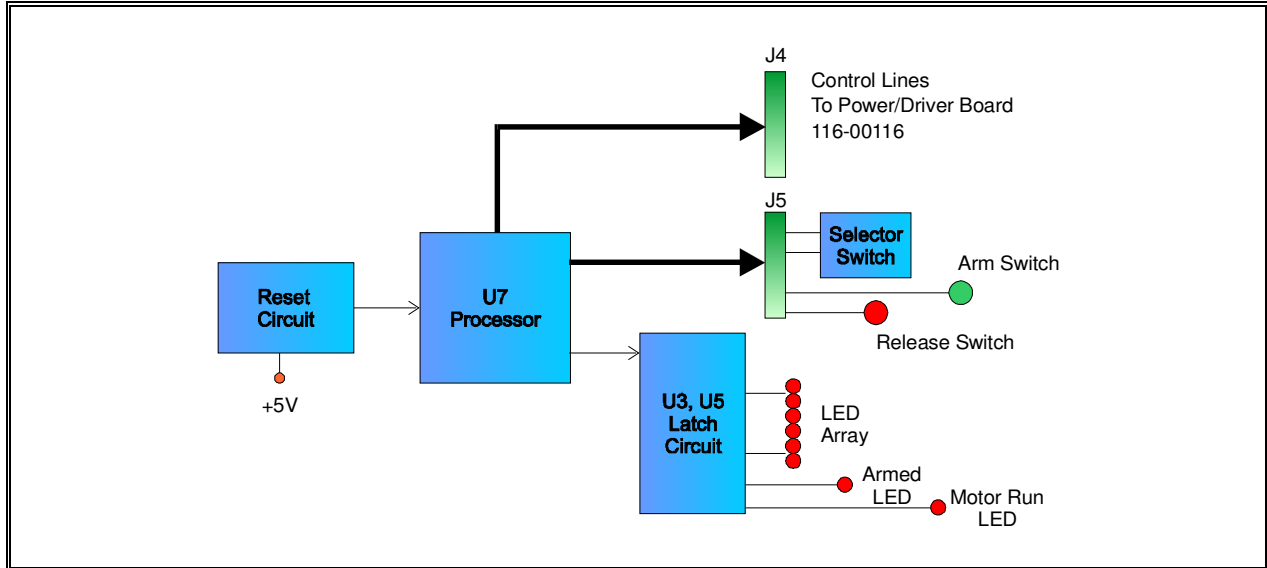 J4
Control Lines
To Power/Driver Board
116-00116
J5
Selector
Switch
Arm Switch
Release Switch
Reset
Circuit
+5V
U7
Processor
U3, U5
Latch
Circuit
LED
Array
Armed
LED
Motor Run
LED